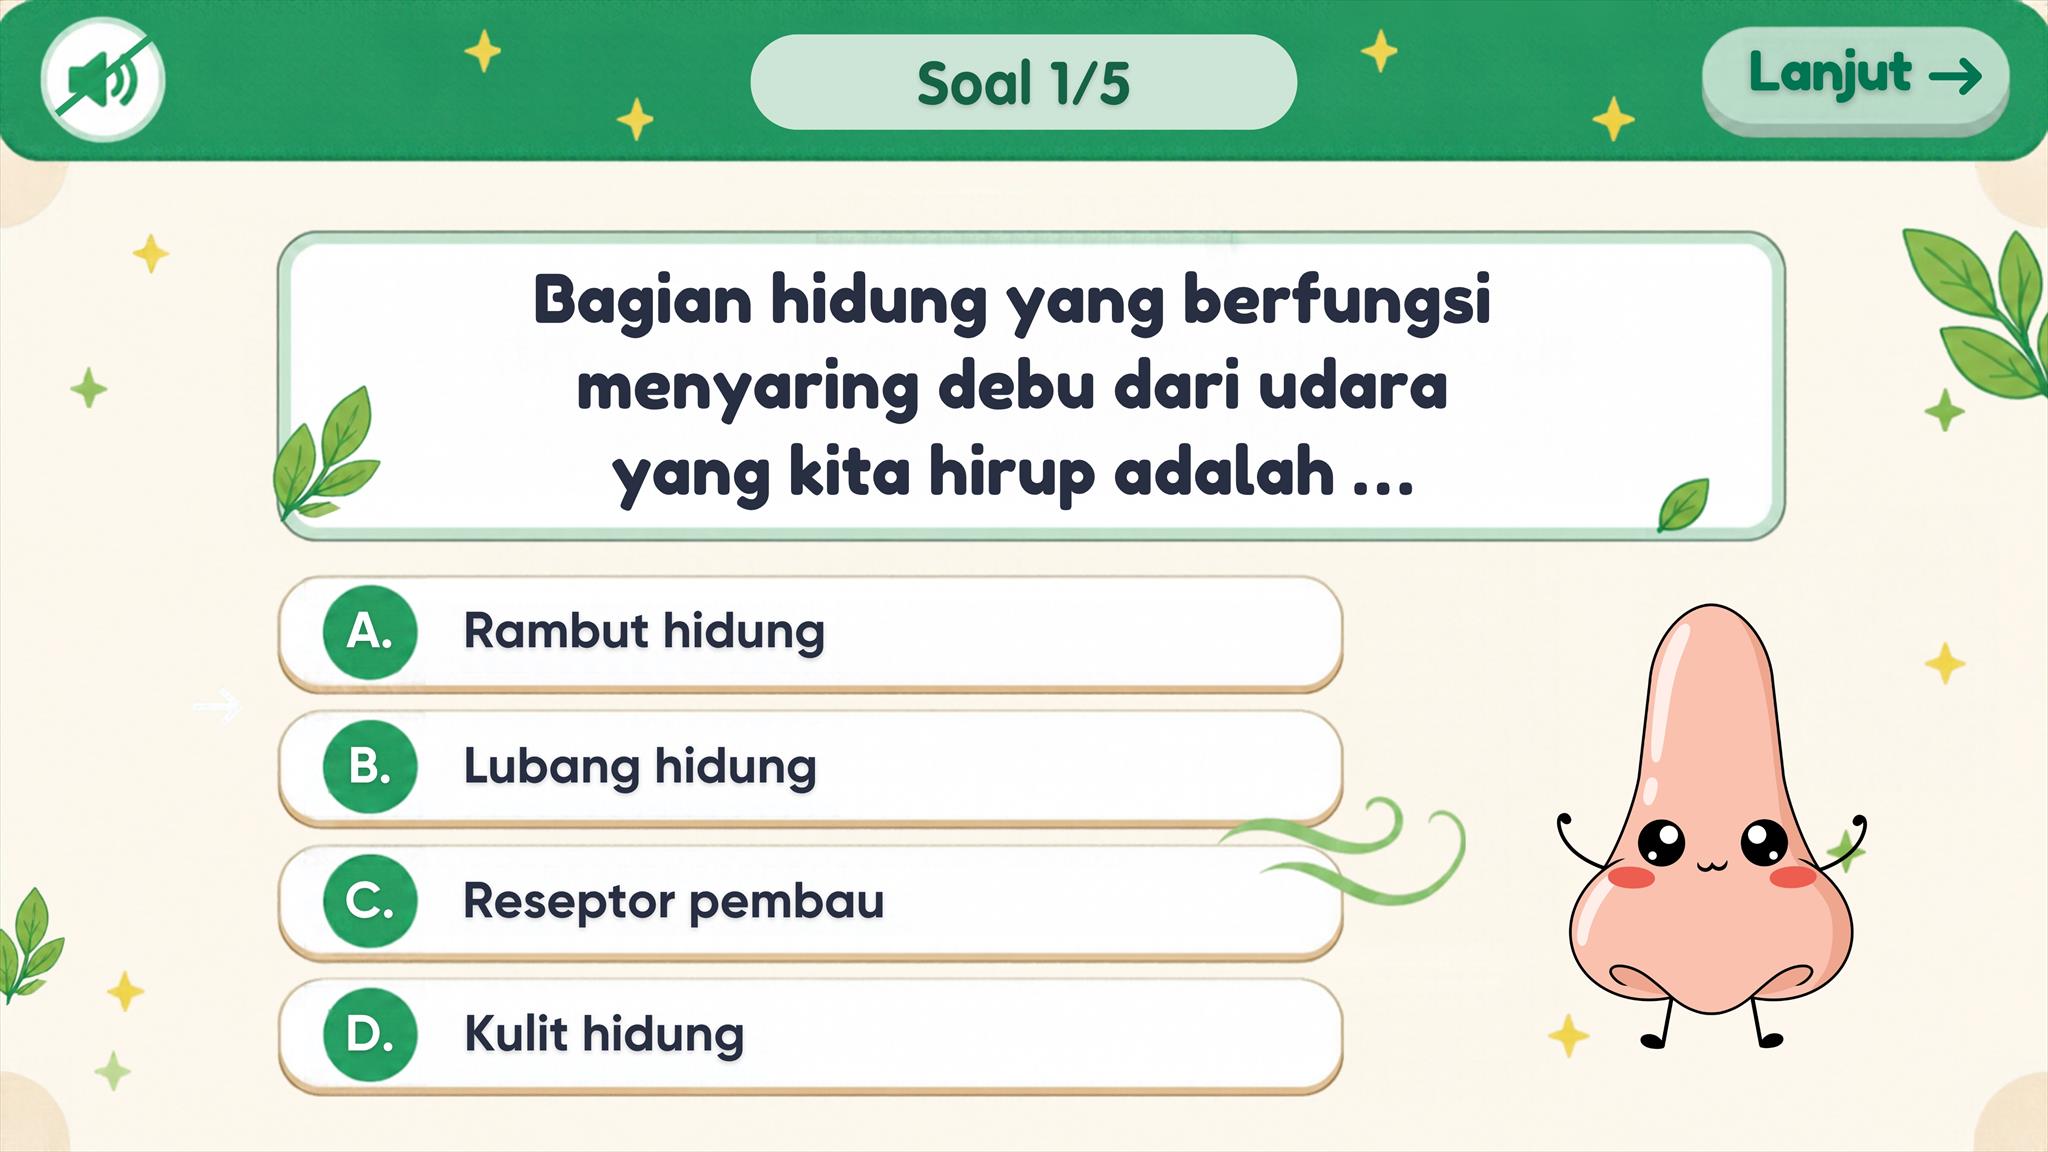 Soal 1/5
Lanjut →
Bagian hidung yang berfungsi
menyaring debu dari udara
yang kita hirup adalah ...
A. Rambut hidung
B. Lubang hidung
C. Reseptor pembau
D. Kulit hidung